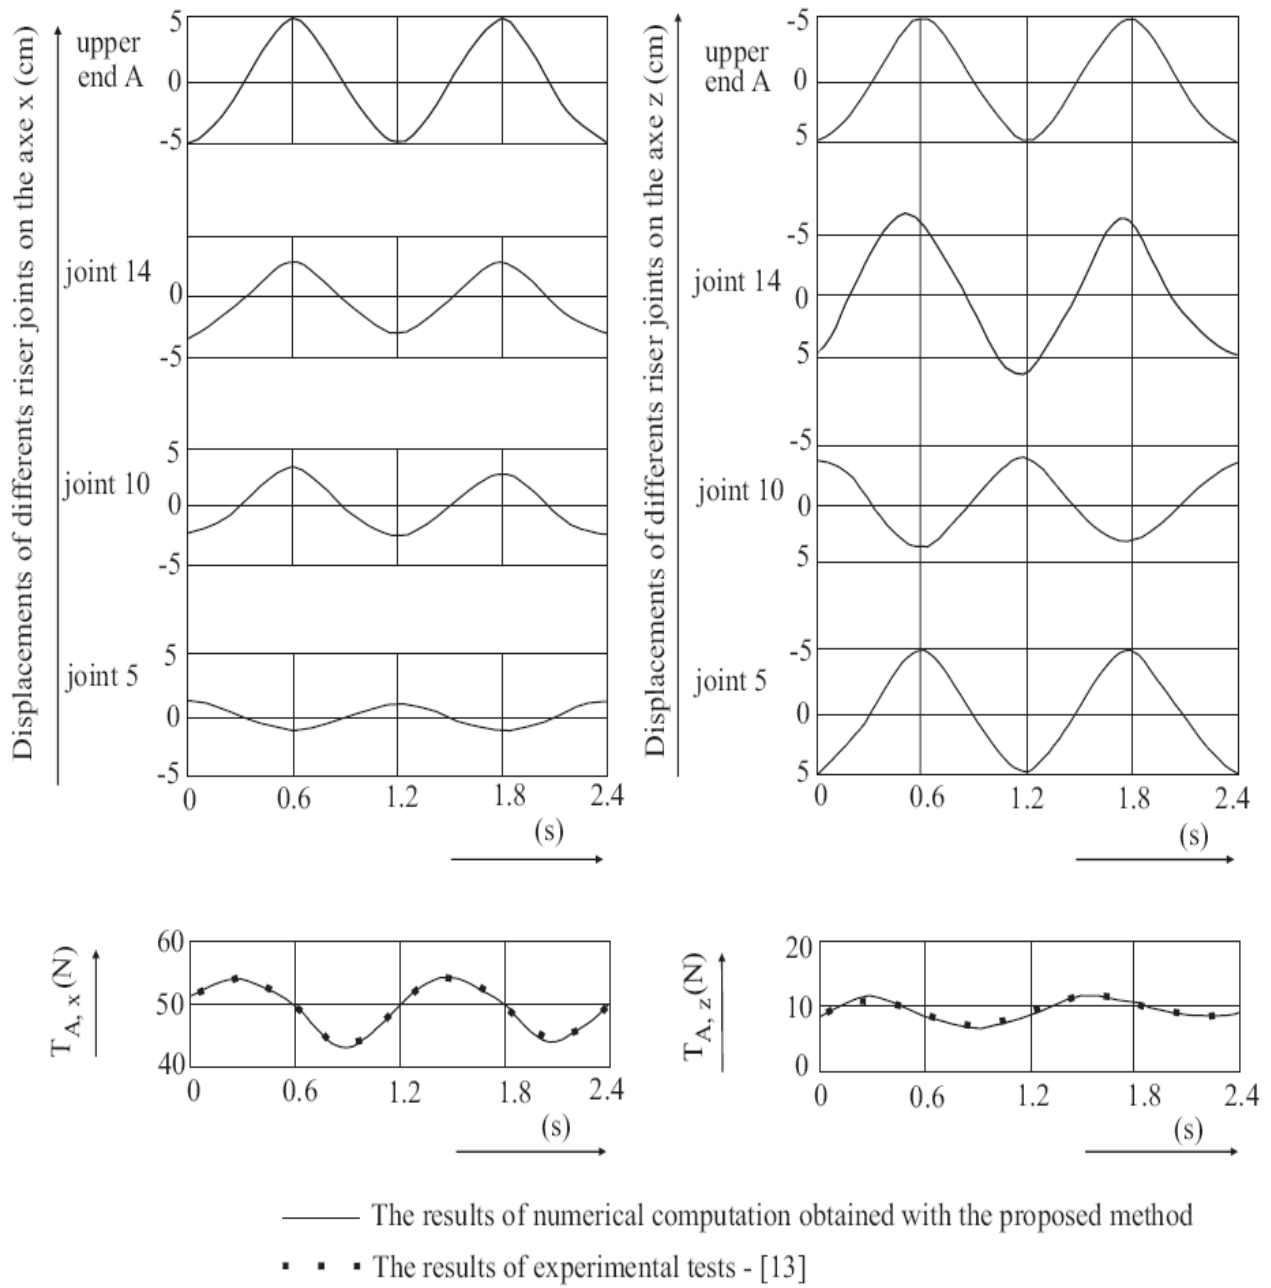 Displacements of differents riser joints on the axe x (cm)
upper
end A
5
0
-5
joint 14
0
-5
joint 10
5
0
-5
joint 5
5
0
-5
0 0.6 1.2 1.8 2.4
(s)
Displacements of differents riser joints on the axe z (cm)
upper
end A
-5
0
5
joint 14
-5
0
5
joint 10
-5
0
5
joint 5
-5
0
5
0 0.6 1.2 1.8 2.4
(s)
T A, x (N)
60
50
40
0 0.6 1.2 1.8 2.4
(s)
T A, z (N)
20
10
0
0 0.6 1.2 1.8 2.4
(s)
The results of numerical computation obtained with the proposed method
The results of experimental tests - [13]